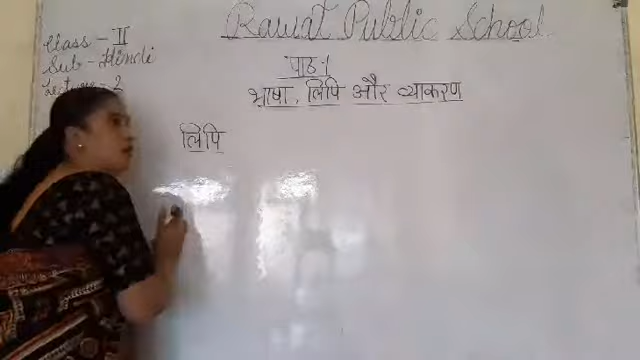 Rawat Public School
Class - II
Sub - Hindi
Lecture - 2
पाठ 1
भाषा, लिपि और व्याकरण
लिपि